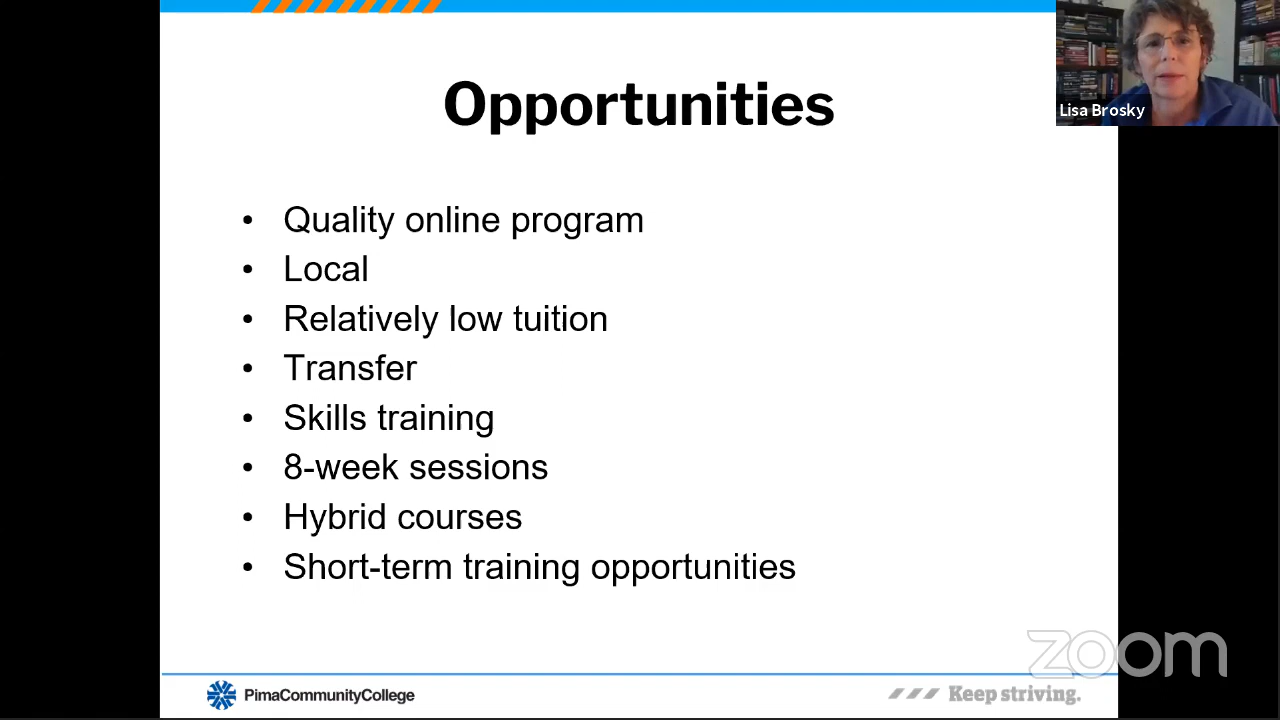 Opportunities
Lisa Brosky
• Quality online program
• Local
• Relatively low tuition
• Transfer
• Skills training
• 8-week sessions
• Hybrid courses
• Short-term training opportunities
zoom
PimaCommunityCollege
Keep striving.